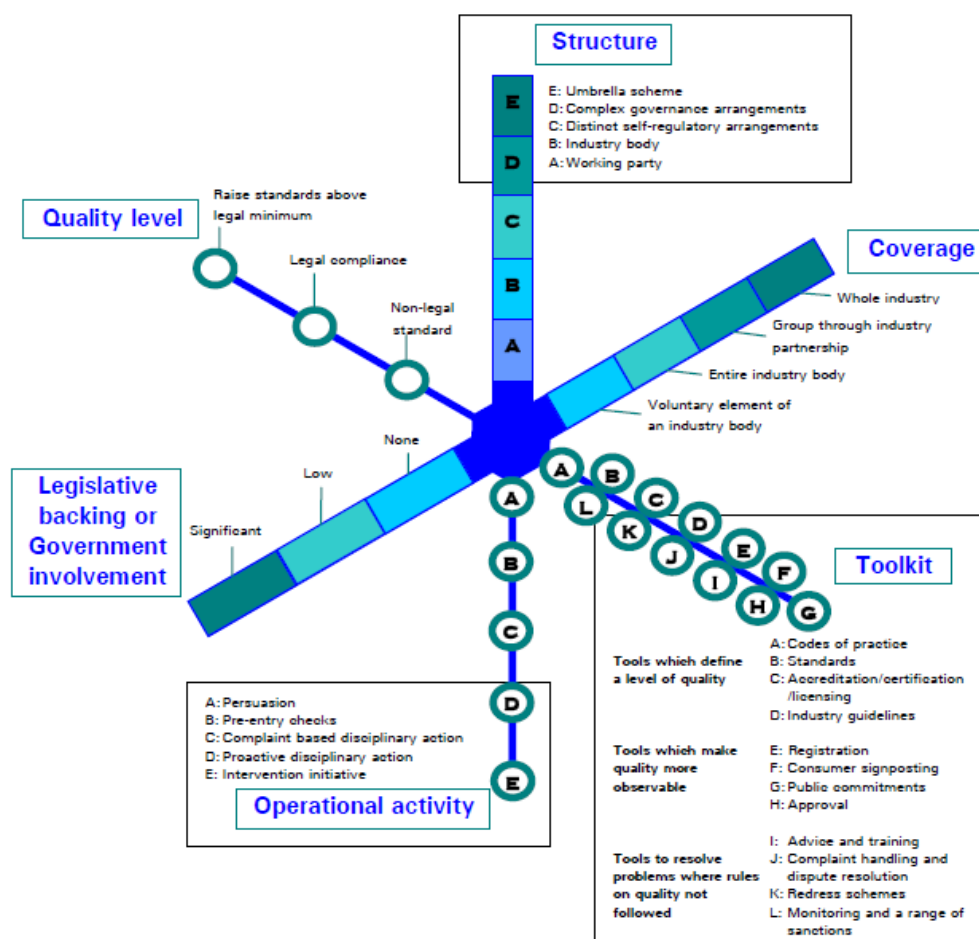 Structure
E: Umbrella scheme
D: Complex governance arrangements
C: Distinct self-regulatory arrangements
B: Industry body
A: Working party
E
D
C
B
A
Quality level
Raise standards above
legal minimum
Legal compliance
Non-legal
standard
Coverage
Whole industry
Group through industry
partnership
Entire industry body
Voluntary element of
an industry body
Legislative
backing or
Government
involvement
None
Low
Significant
A
B
C
D
E
A: Persuasion
B: Pre-entry checks
C: Complaint based disciplinary action
D: Proactive disciplinary action
E: Intervention initiative
Operational activity
A
B
C
D
E
F
G
H
I
J
K
L
Toolkit
Tools which define
a level of quality
A: Codes of practice
B: Standards
C: Accreditation/certification
/licensing
D: Industry guidelines
Tools which make
quality more
observable
E: Registration
F: Consumer signposting
G: Public commitments
H: Approval
Tools to resolve
problems where rules
on quality not
followed
I: Advice and training
J: Complaint handling and
dispute resolution
K: Redress schemes
L: Monitoring and a range of
sanctions